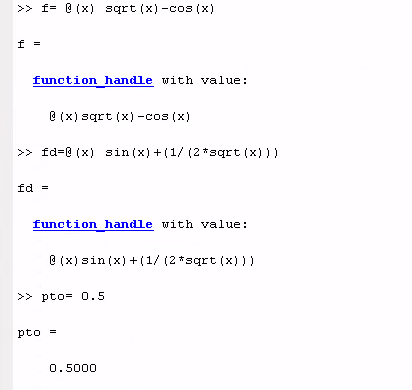 >> f= @(x) sqrt(x)-cos(x)
f =
function_handle with value:
@(x)sqrt(x)-cos(x)
>> fd=@(x) sin(x)+(1/(2*sqrt(x)))
fd =
function_handle with value:
@(x)sin(x)+(1/(2*sqrt(x)))
>> pto= 0.5
pto =
0.5000